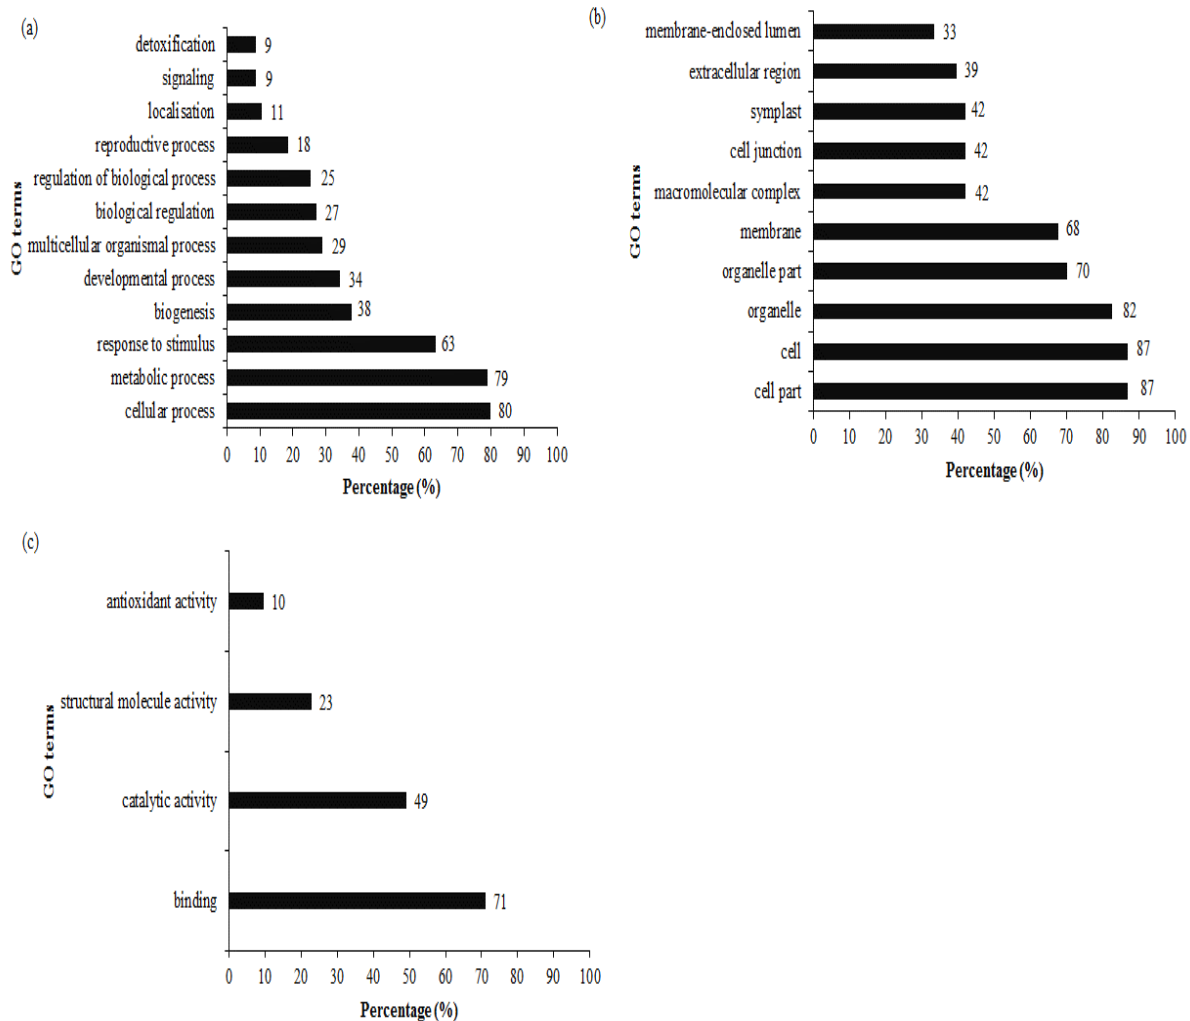 (a)
GO terms
detoxification 9
signaling 9
localisation 11
reproductive process 18
regulation of biological process 25
biological regulation 27
multicellular organismal process 29
developmental process 34
biogenesis 38
response to stimulus 63
metabolic process 79
cellular process 80
0 10 20 30 40 50 60 70 80 90 100
Percentage (%)
(b)
GO terms
membrane-enclosed lumen 33
extracellular region 39
symplast 42
cell junction 42
macromolecular complex 42
membrane 68
organelle part 70
organelle 82
cell 87
cell part 87
0 10 20 30 40 50 60 70 80 90 100
Percentage (%)
(c)
GO terms
antioxidant activity 10
structural molecule activity 23
catalytic activity 49
binding 71
0 10 20 30 40 50 60 70 80 90 100
Percentage (%)